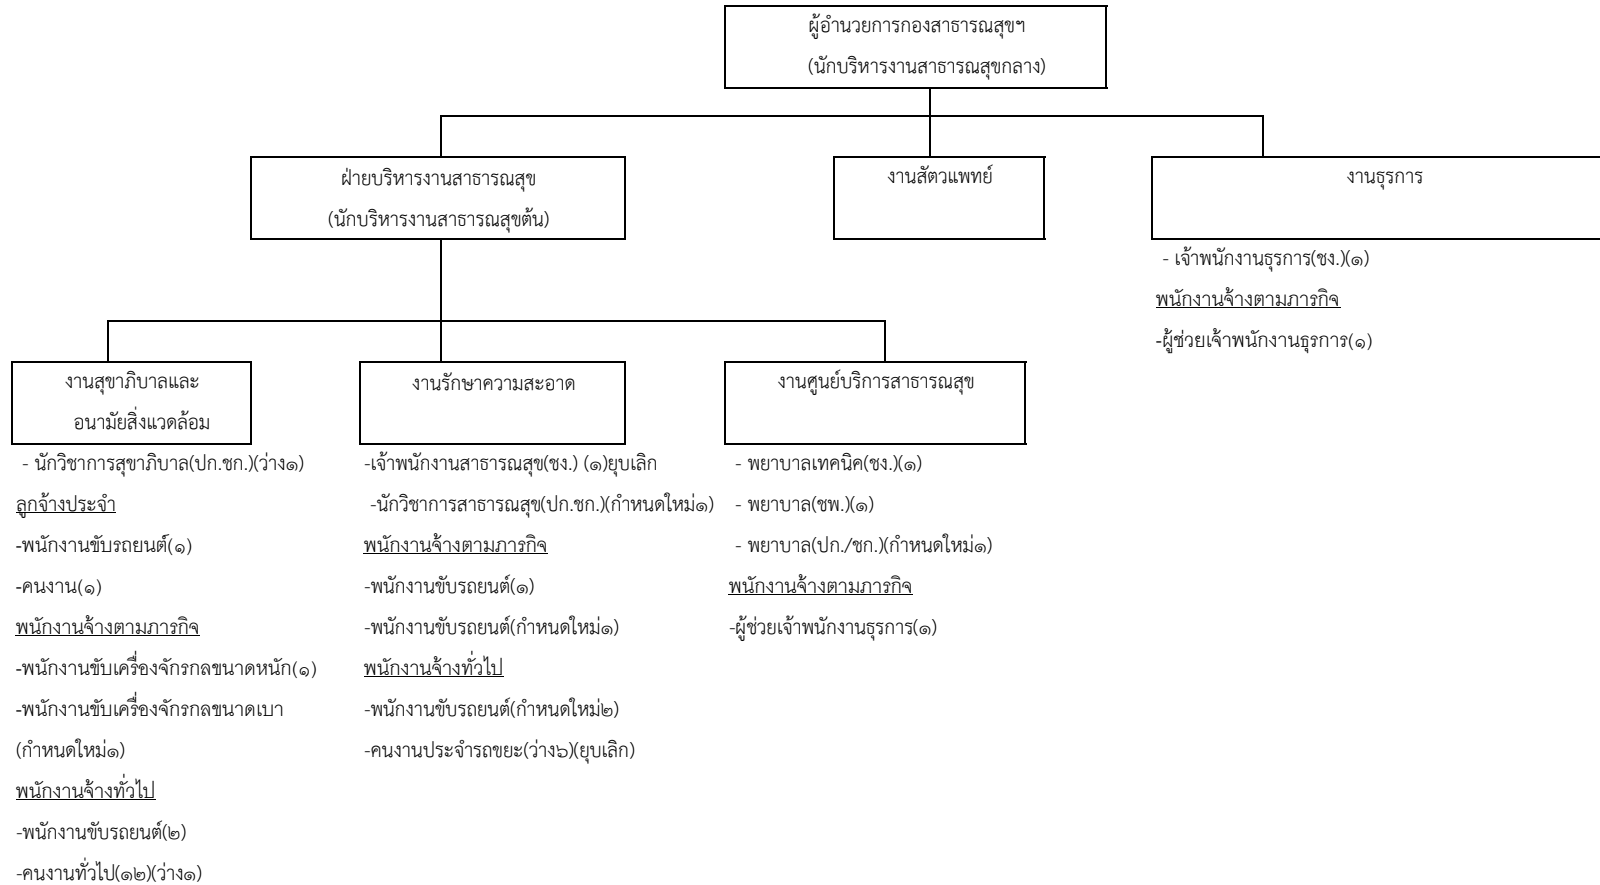 ผู้อำนวยการกองสาธารณสุขฯ
(นักบริหารงานสาธารณสุขกลาง)
ฝ่ายบริหารงานสาธารณสุข
(นักบริหารงานสาธารณสุขต้น)
งานสัตวแพทย์
งานธุรการ
- เจ้าพนักงานธุรการ(ชง.)(๑)
พนักงานจ้างตามภารกิจ
-ผู้ช่วยเจ้าพนักงานธุรการ(๑)
งานสุขาภิบาลและ
อนามัยสิ่งแวดล้อม
- นักวิชาการสุขาภิบาล(ปก.ชก.)(ว่าง๑)
ลูกจ้างประจำ
-พนักงานขับรถยนต์(๑)
-คนงาน(๑)
พนักงานจ้างตามภารกิจ
-พนักงานขับเครื่องจักรกลขนาดหนัก(๑)
-พนักงานขับเครื่องจักรกลขนาดเบา
(กำหนดใหม่๑)
พนักงานจ้างทั่วไป
-พนักงานขับรถยนต์(๒)
-คนงานทั่วไป(๑๒)(ว่าง๑)
งานรักษาความสะอาด
-เจ้าพนักงานสาธารณสุข(ชง.) (๑)ยุบเลิก
-นักวิชาการสาธารณสุข(ปก.ชก.)(กำหนดใหม่๑)
พนักงานจ้างตามภารกิจ
-พนักงานขับรถยนต์(๑)
-พนักงานขับรถยนต์(กำหนดใหม่๑)
พนักงานจ้างทั่วไป
-พนักงานขับรถยนต์(กำหนดใหม่๒)
-คนงานประจำรถขยะ(ว่าง๖)(ยุบเลิก)
งานศูนย์บริการสาธารณสุข
- พยาบาลเทคนิค(ชง.)(๑)
- พยาบาล(ชพ.)(๑)
- พยาบาล(ปก./ชก.)(กำหนดใหม่๑)
พนักงานจ้างตามภารกิจ
-ผู้ช่วยเจ้าพนักงานธุรการ(๑)